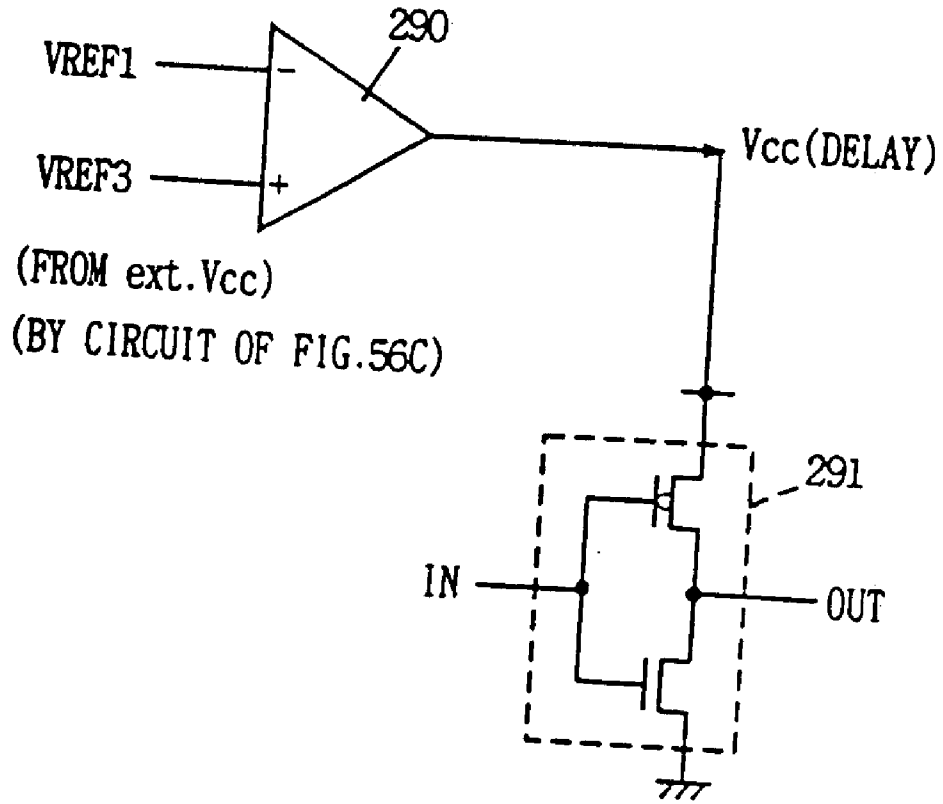 290
VREF1
-
Vcc(DELAY)
VREF3
+
(FROM ext.Vcc)
(BY CIRCUIT OF FIG.56C)
291
IN
OUT